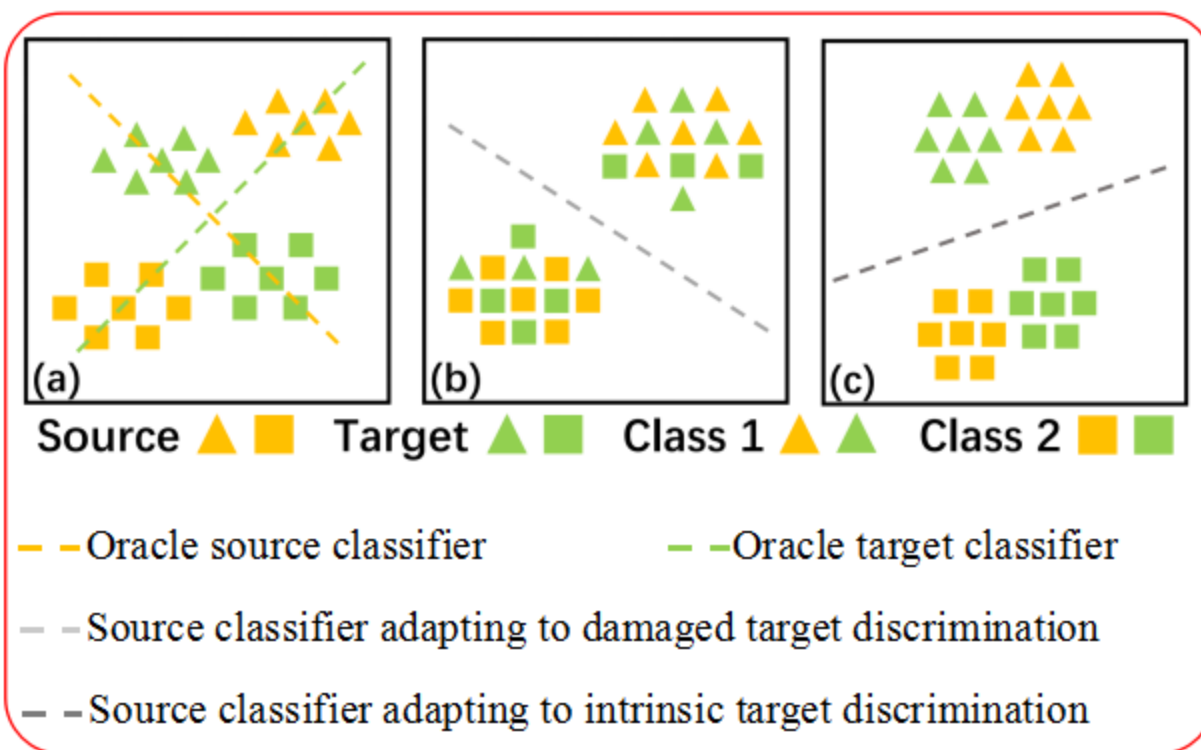 (a) (b) (c)
Source Target Class 1 Class 2
Oracle source classifier Oracle target classifier
Source classifier adapting to damaged target discrimination
Source classifier adapting to intrinsic target discrimination